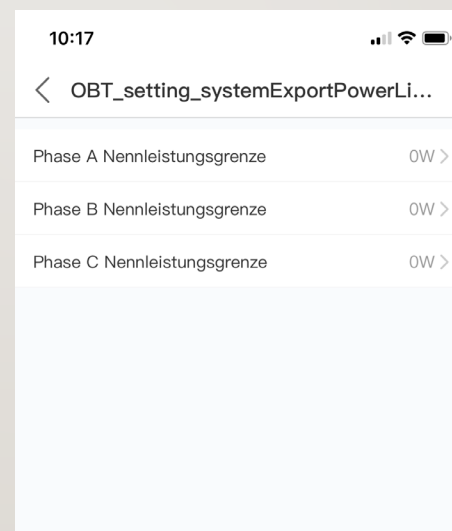 10:17
OBT_setting_systemExportPowerLi...
Phase A Nennleistungsgrenze 0W
Phase B Nennleistungsgrenze 0W
Phase C Nennleistungsgrenze 0W